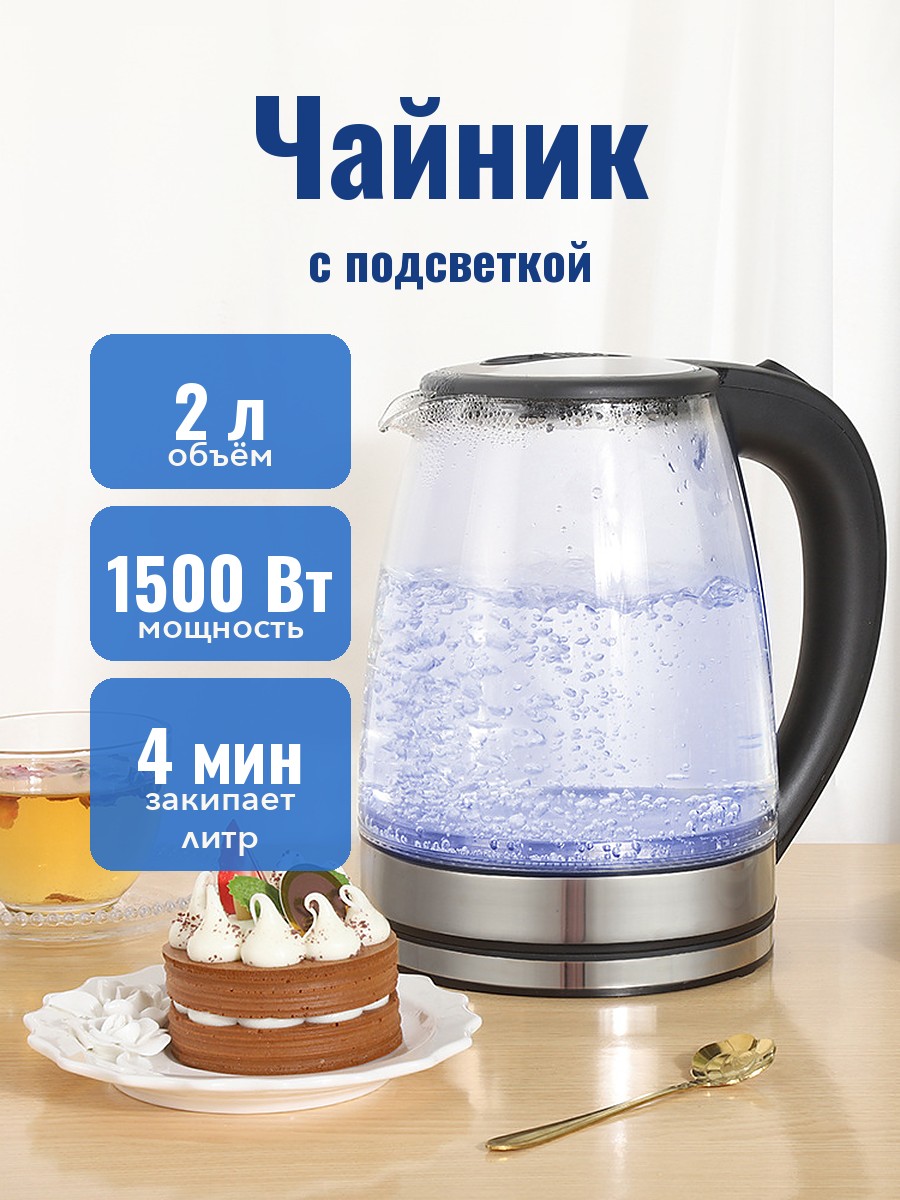 Чайник
с подсветкой
2 л
объём
1500 Вт
мощность
4 мин
закипает
литр